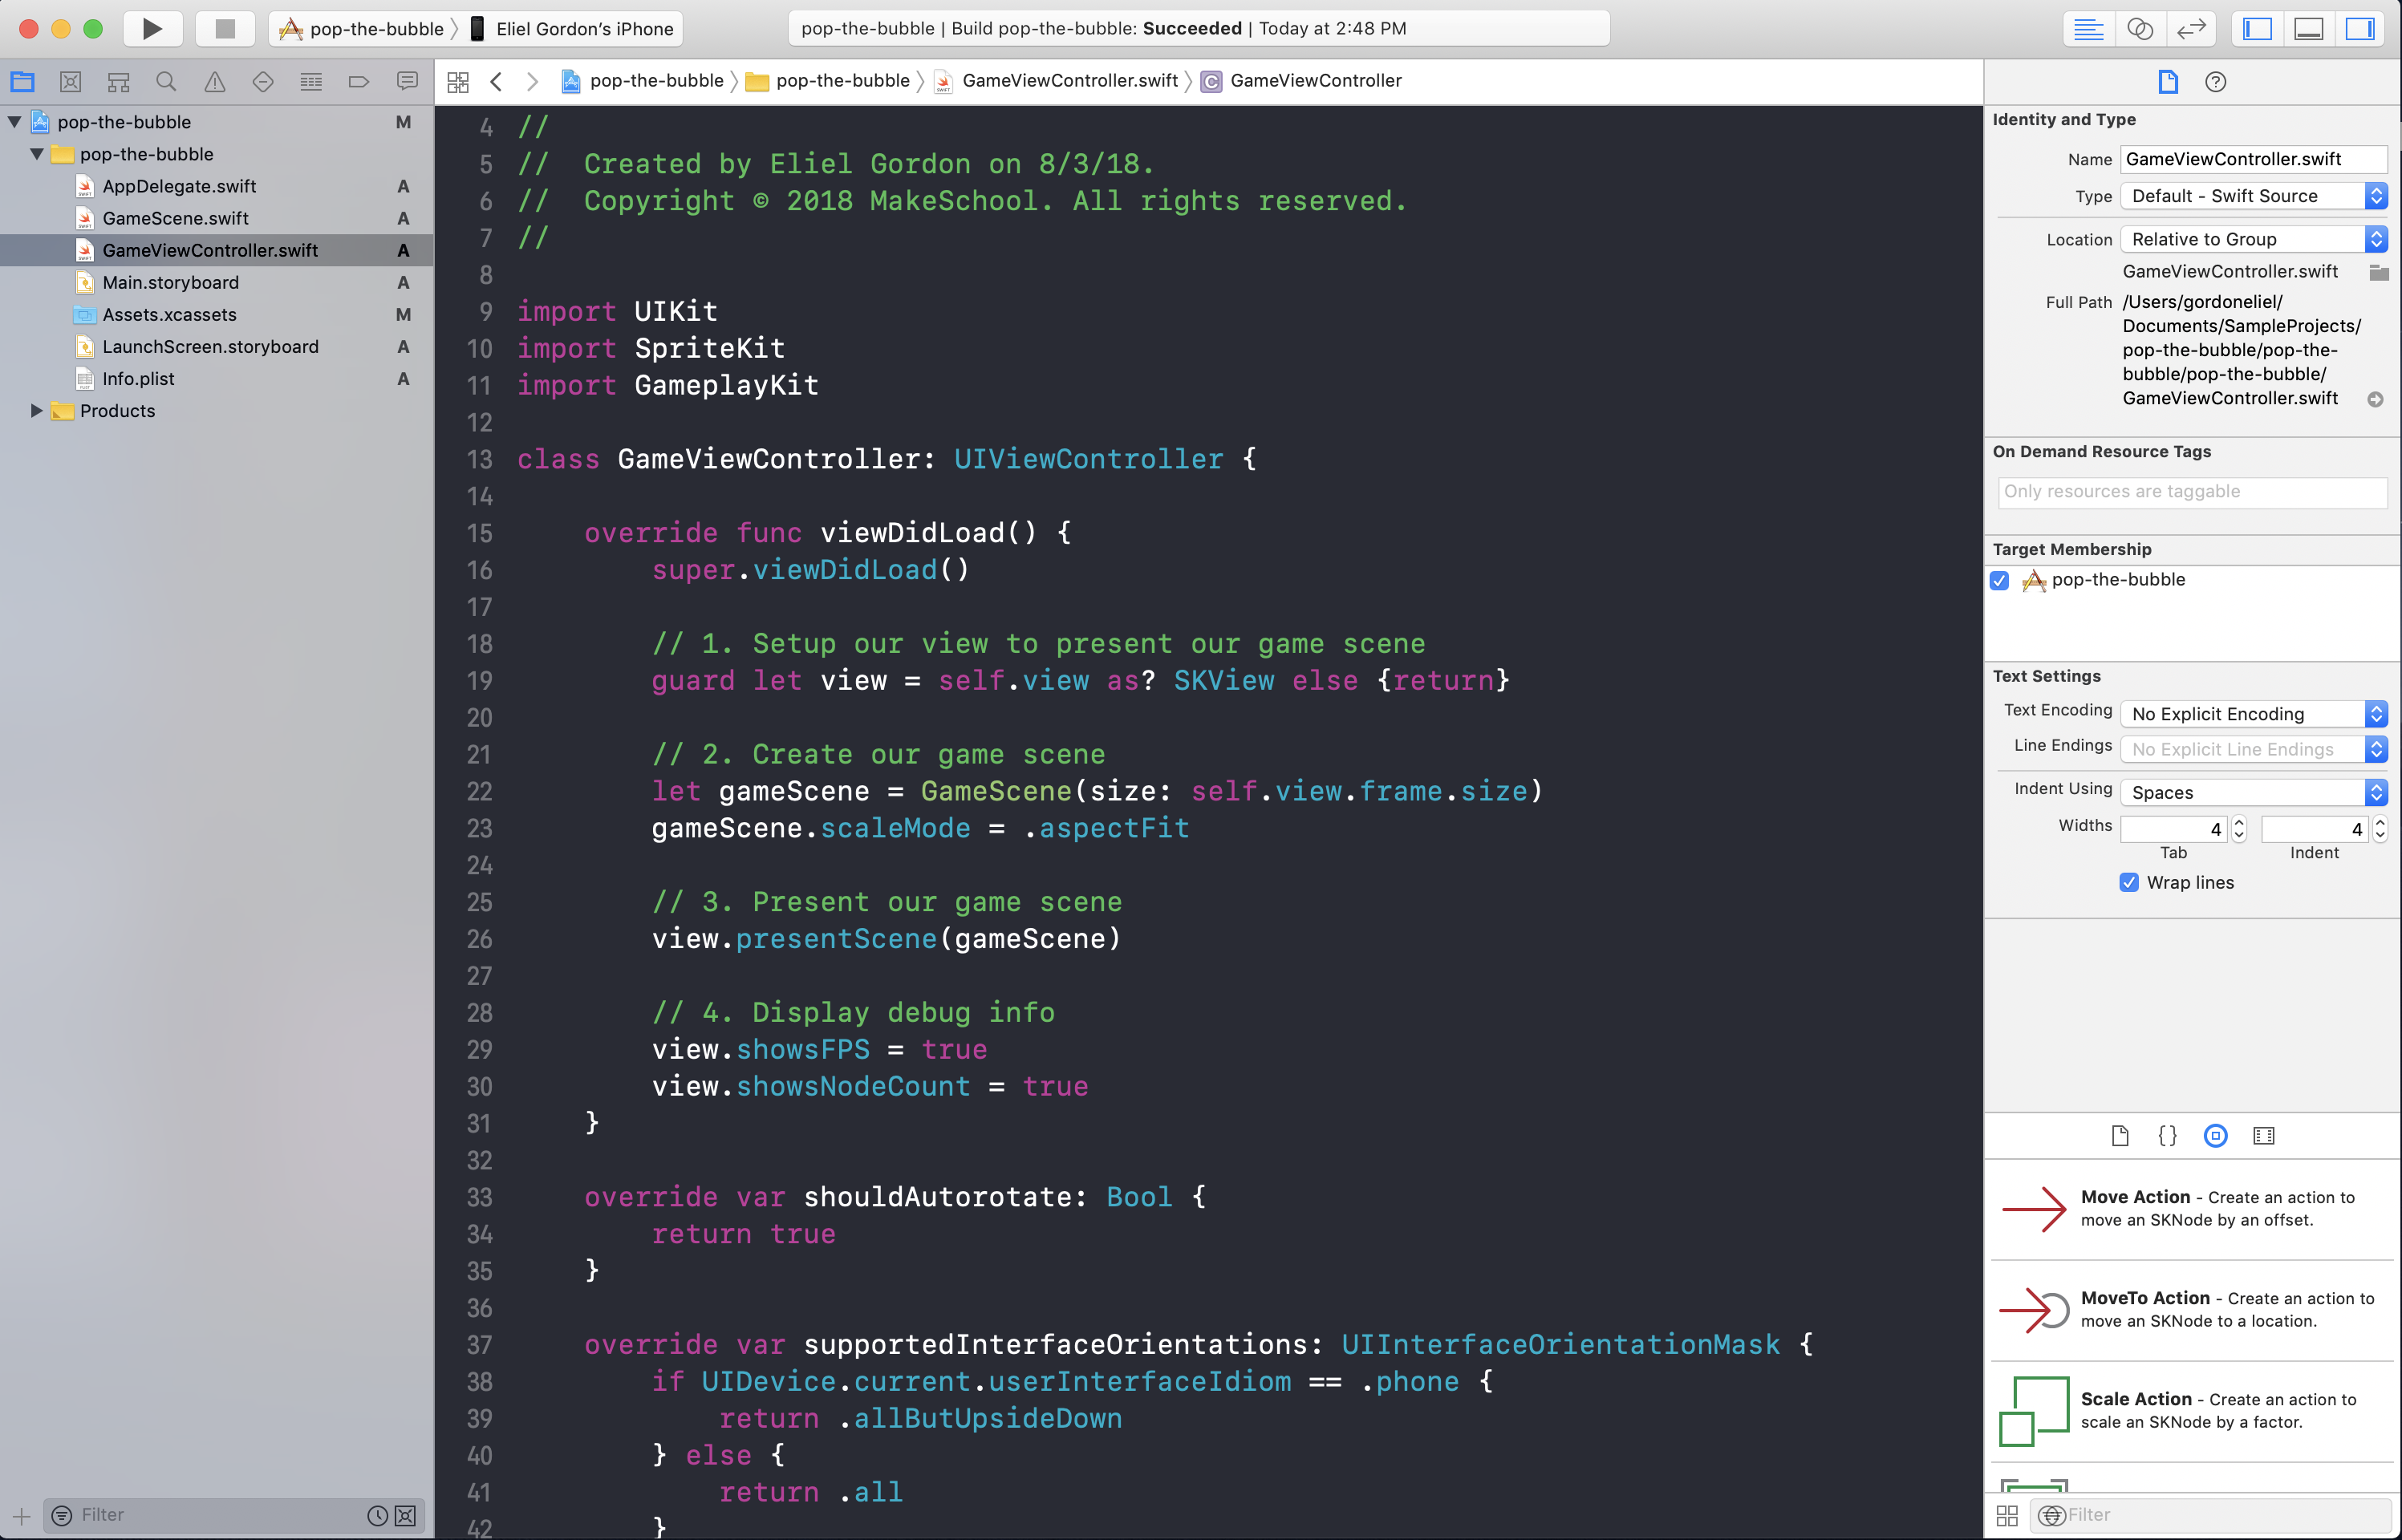 pop-the-bubble 〉 Eliel Gordon’s iPhone
pop-the-bubble | Build pop-the-bubble: Succeeded | Today at 2:48 PM
pop-the-bubble 〉 pop-the-bubble 〉 GameViewController.swift 〉 C GameViewController
pop-the-bubble M
pop-the-bubble
AppDelegate.swift A
GameScene.swift A
GameViewController.swift A
Main.storyboard A
Assets.xcassets M
LaunchScreen.storyboard A
Info.plist A
Products
Filter
4 //
5 //  Created by Eliel Gordon on 8/3/18.
6 //  Copyright © 2018 MakeSchool. All rights reserved.
7 //
8
9 import UIKit
10 import SpriteKit
11 import GameplayKit
12
13 class GameViewController: UIViewController {
14
15     override func viewDidLoad() {
16         super.viewDidLoad()
17
18         // 1. Setup our view to present our game scene
19         guard let view = self.view as? SKView else {return}
20
21         // 2. Create our game scene
22         let gameScene = GameScene(size: self.view.frame.size)
23         gameScene.scaleMode = .aspectFit
24
25         // 3. Present our game scene
26         view.presentScene(gameScene)
27
28         // 4. Display debug info
29         view.showsFPS = true
30         view.showsNodeCount = true
31     }
32
33     override var shouldAutorotate: Bool {
34         return true
35     }
36
37     override var supportedInterfaceOrientations: UIInterfaceOrientationMask {
38         if UIDevice.current.userInterfaceIdiom == .phone {
39             return .allButUpsideDown
40         } else {
41             return .all
42         }
Identity and Type
Name GameViewController.swift
Type Default - Swift Source
Location Relative to Group
GameViewController.swift
Full Path /Users/gordoneliel/
Documents/SampleProjects/
pop-the-bubble/pop-the-
bubble/pop-the-bubble/
GameViewController.swift
On Demand Resource Tags
Only resources are taggable
Target Membership
pop-the-bubble
Text Settings
Text Encoding No Explicit Encoding
Line Endings No Explicit Line Endings
Indent Using Spaces
Widths 4 4
Tab Indent
Wrap lines
{}
Move Action - Create an action to
move an SKNode by an offset.
MoveTo Action - Create an action to
move an SKNode to a location.
Scale Action - Create an action to
scale an SKNode by a factor.
Filter